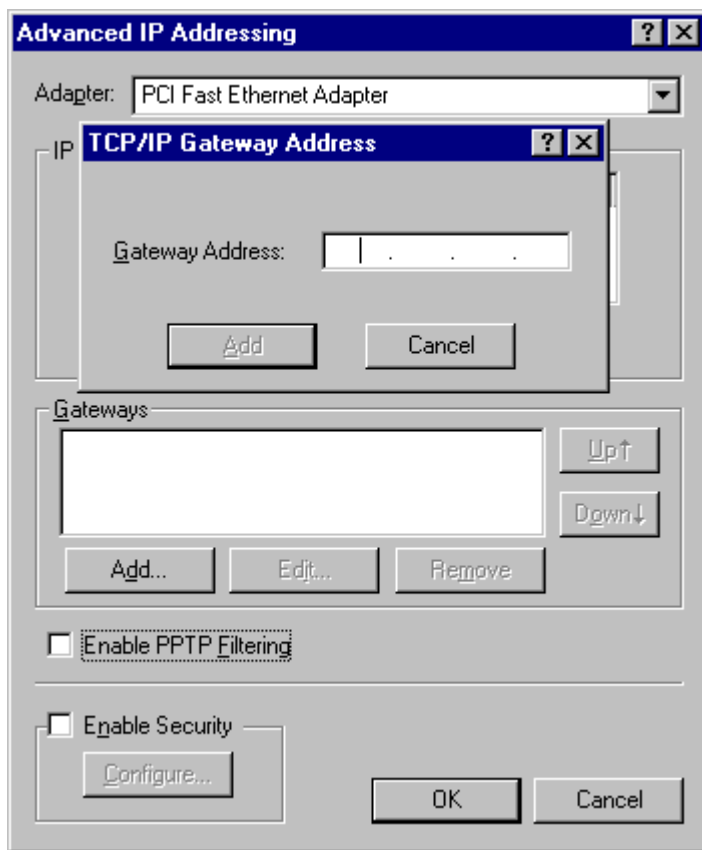 Advanced IP Addressing
Adapter: PCI Fast Ethernet Adapter
IP
TCP/IP Gateway Address
Gateway Address: . . .
Add Cancel
Gateways
Up↑
Down↓
Add... Edit... Remove
Enable PPTP Filtering
Enable Security
Configure...
OK Cancel